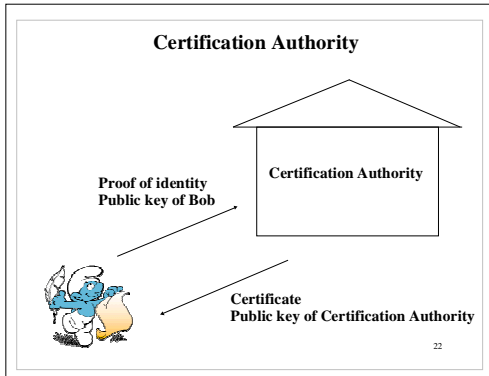 Certification Authority
Certification Authority
Proof of identity
Public key of Bob
Certificate
Public key of Certification Authority
22